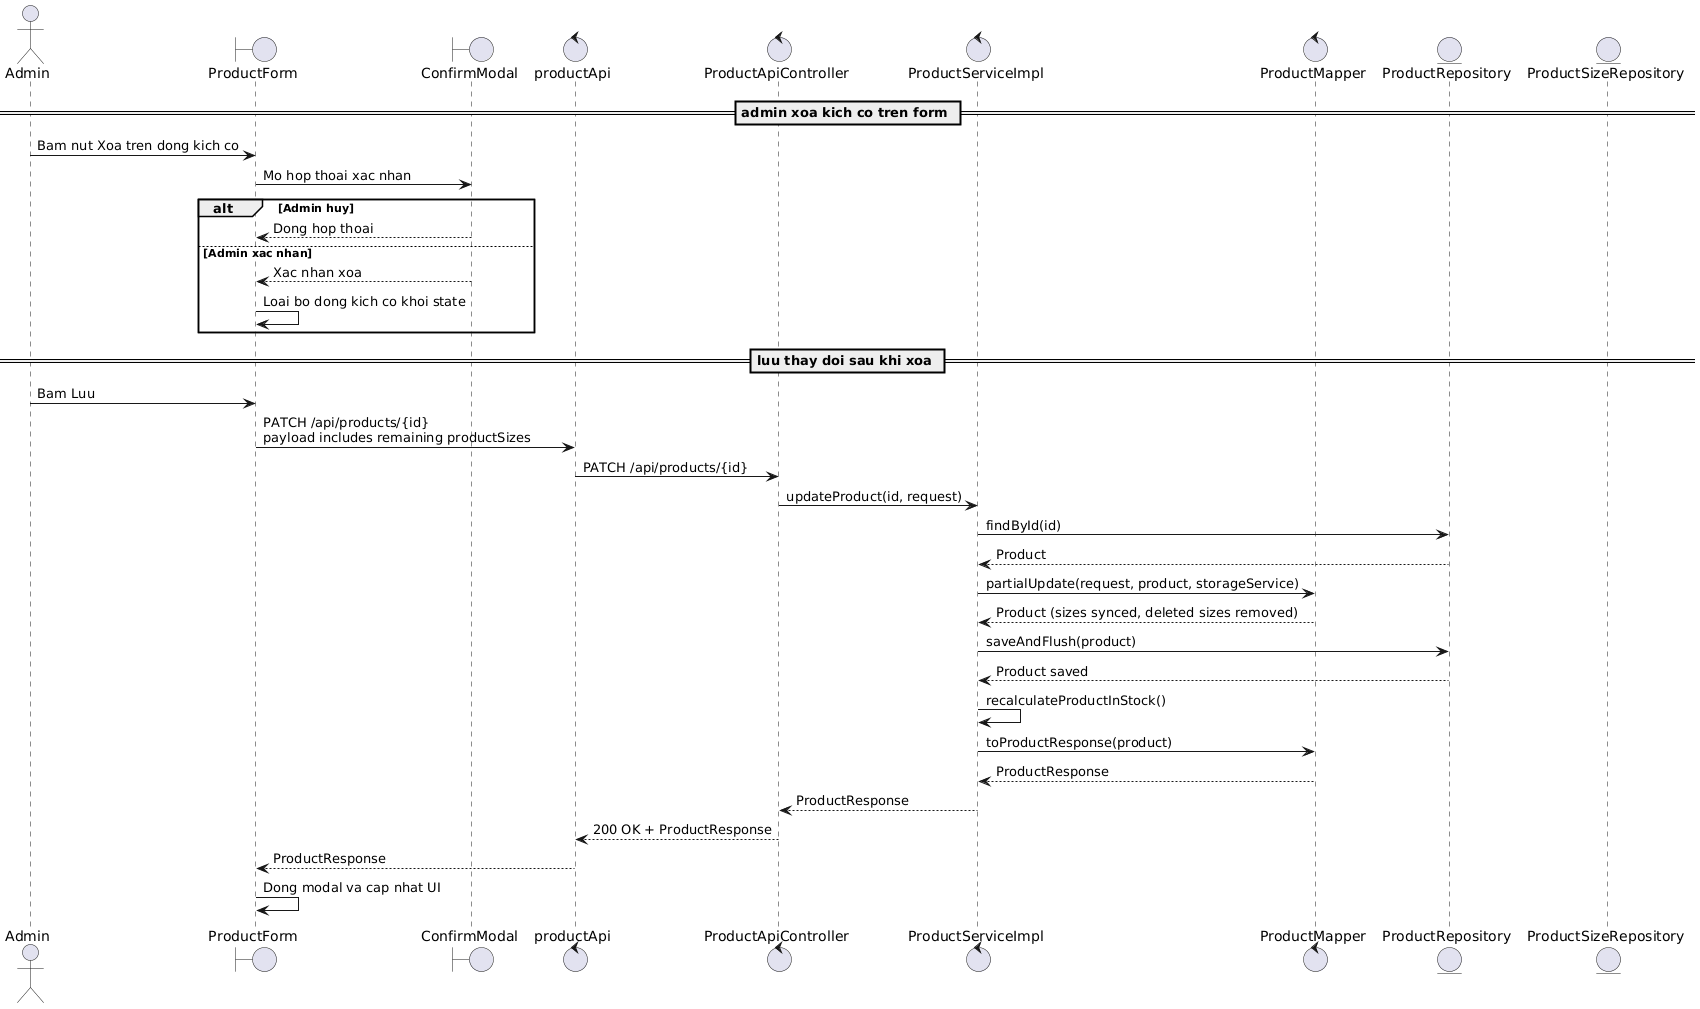 Admin
ProductForm
ConfirmModal
productApi
ProductApiController
ProductServiceImpl
ProductMapper
ProductRepository
ProductSizeRepository
admin xoa kich co tren form
Bam nut Xoa tren dong kich co
Mo hop thoai xac nhan
alt [Admin huy]
Dong hop thoai
[Admin xac nhan]
Xac nhan xoa
Loai bo dong kich co khoi state
luu thay doi sau khi xoa
Bam Luu
PATCH /api/products/{id}
payload includes remaining productSizes
PATCH /api/products/{id}
updateProduct(id, request)
findById(id)
Product
partialUpdate(request, product, storageService)
Product (sizes synced, deleted sizes removed)
saveAndFlush(product)
Product saved
recalculateProductInStock()
toProductResponse(product)
ProductResponse
ProductResponse
200 OK + ProductResponse
ProductResponse
Dong modal va cap nhat UI
Admin
ProductForm
ConfirmModal
productApi
ProductApiController
ProductServiceImpl
ProductMapper
ProductRepository
ProductSizeRepository